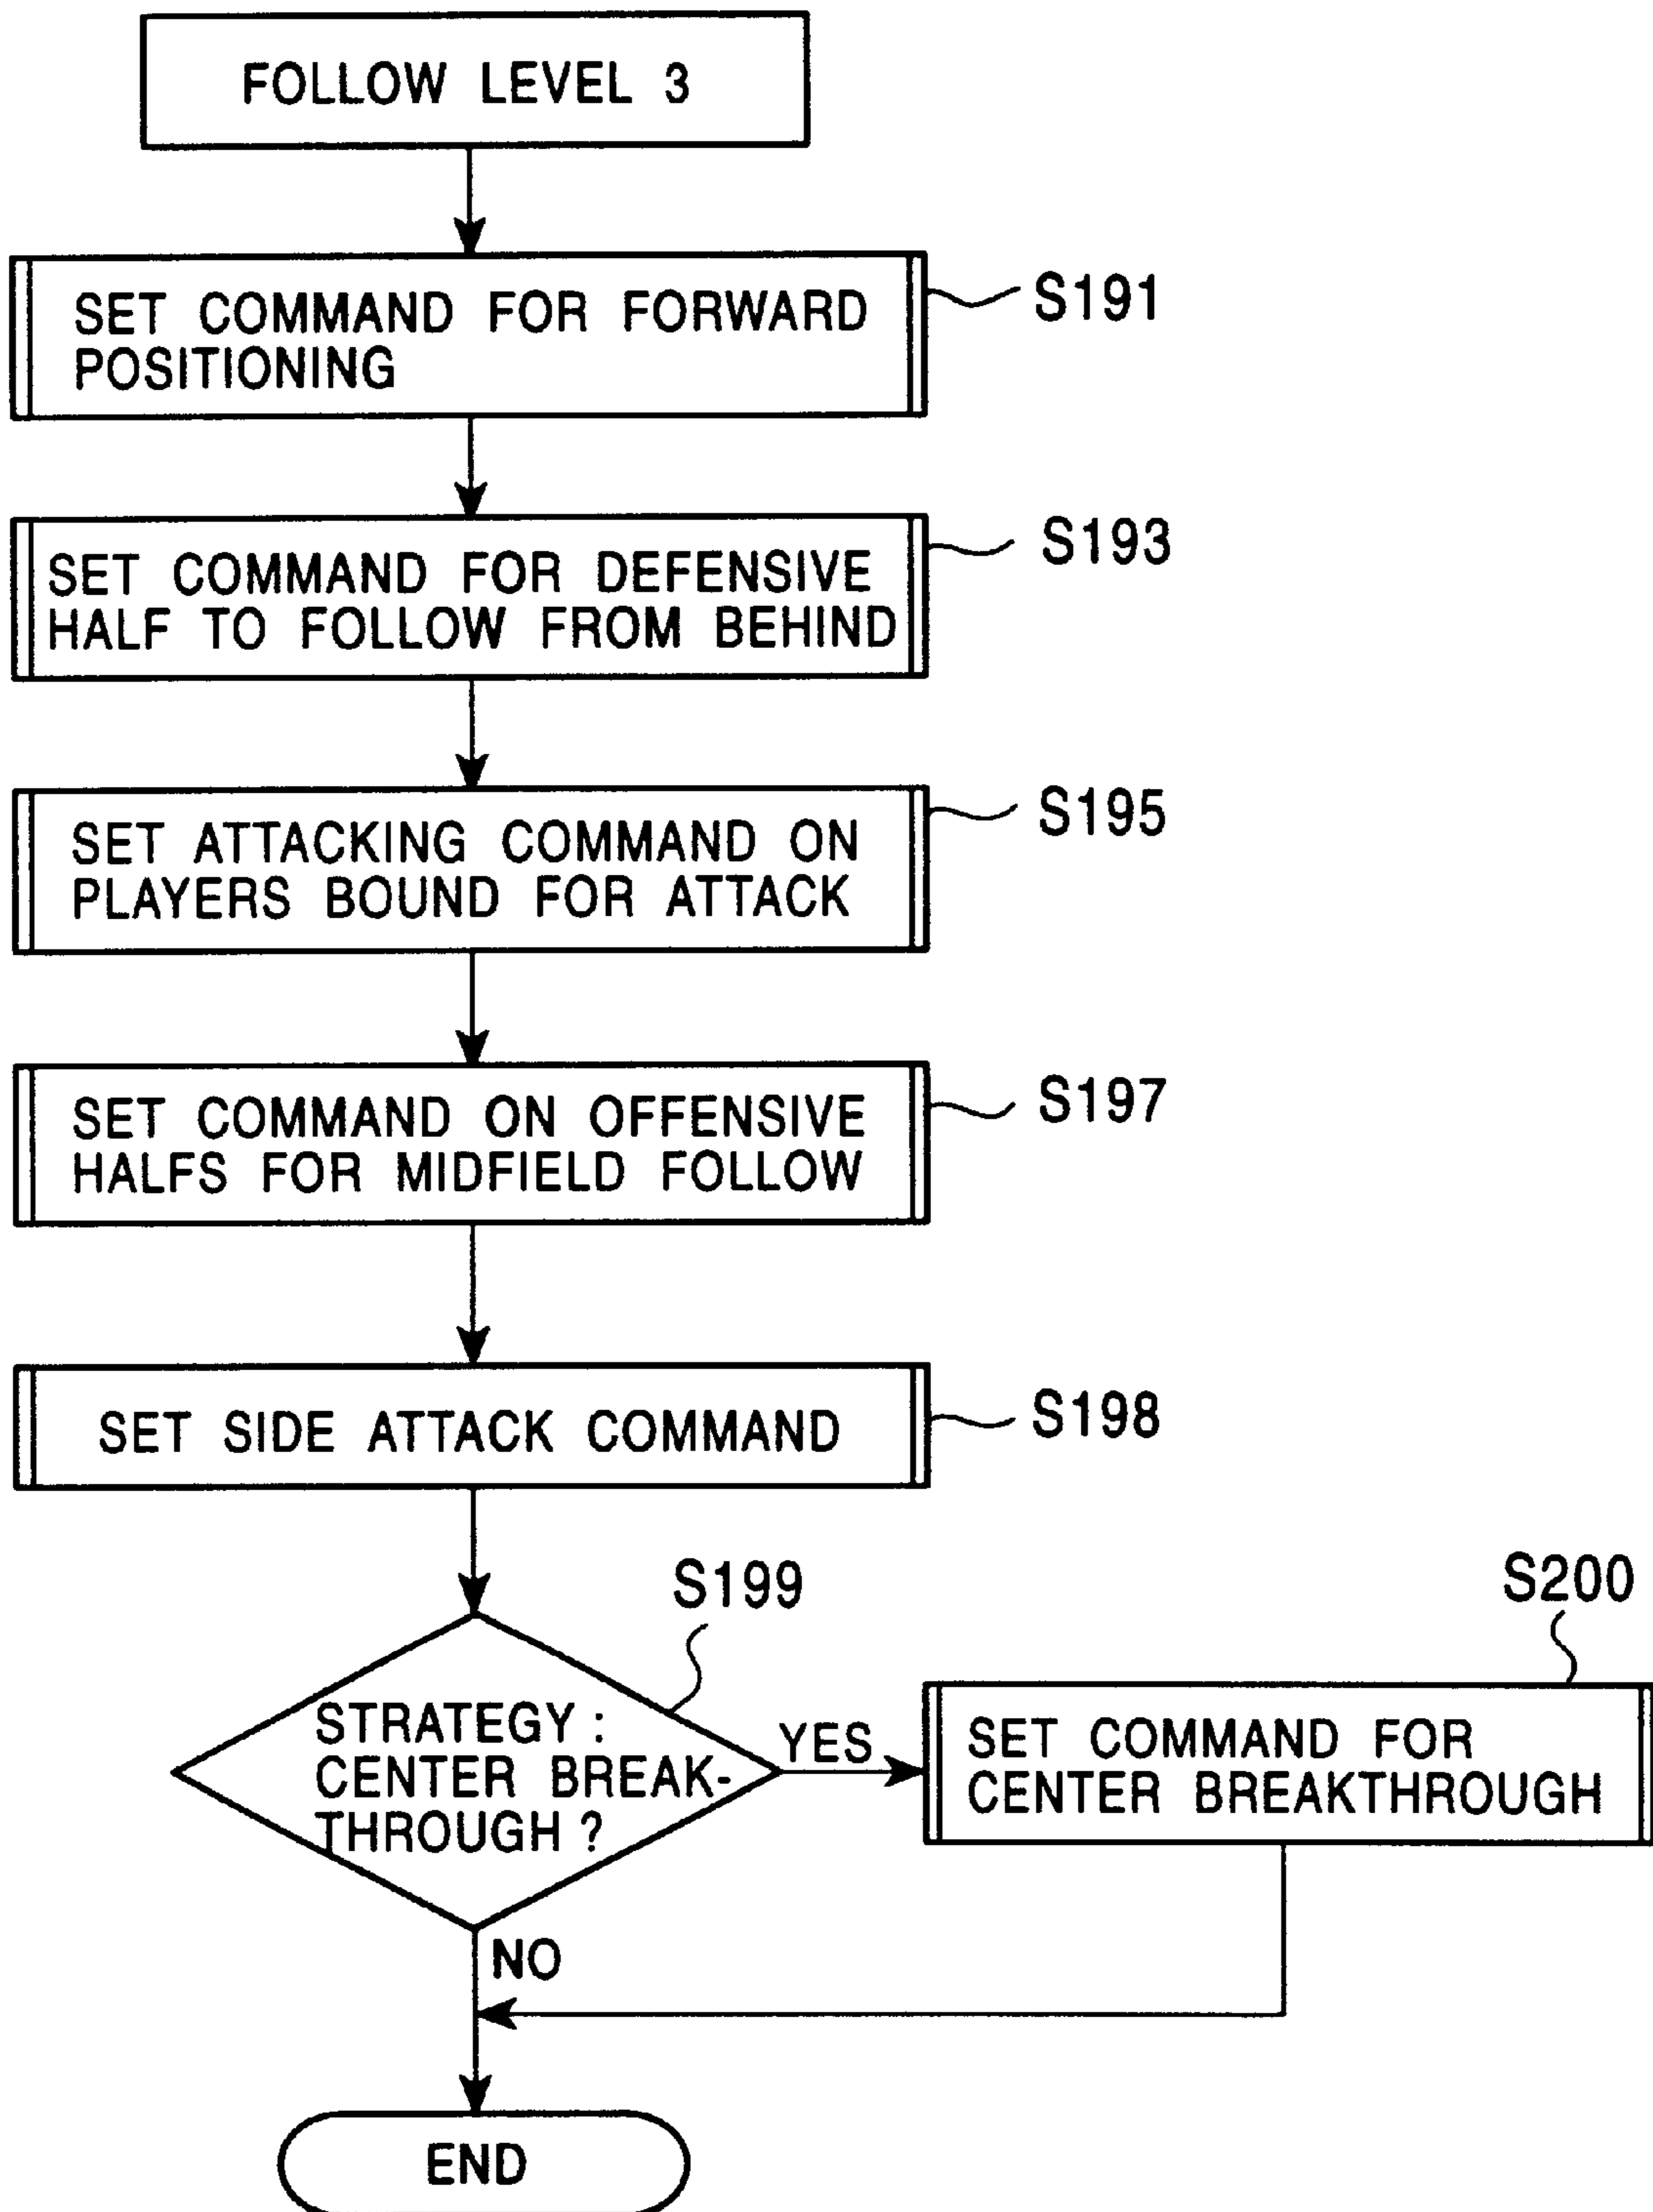 FOLLOW LEVEL 3
SET COMMAND FOR FORWARD
POSITIONING
S191
SET COMMAND FOR DEFENSIVE
HALF TO FOLLOW FROM BEHIND
S193
SET ATTACKING COMMAND ON
PLAYERS BOUND FOR ATTACK
S195
SET COMMAND ON OFFENSIVE
HALFS FOR MIDFIELD FOLLOW
S197
SET SIDE ATTACK COMMAND
S198
S199
STRATEGY :
CENTER BREAK-
THROUGH ?
YES
S200
SET COMMAND FOR
CENTER BREAKTHROUGH
NO
END